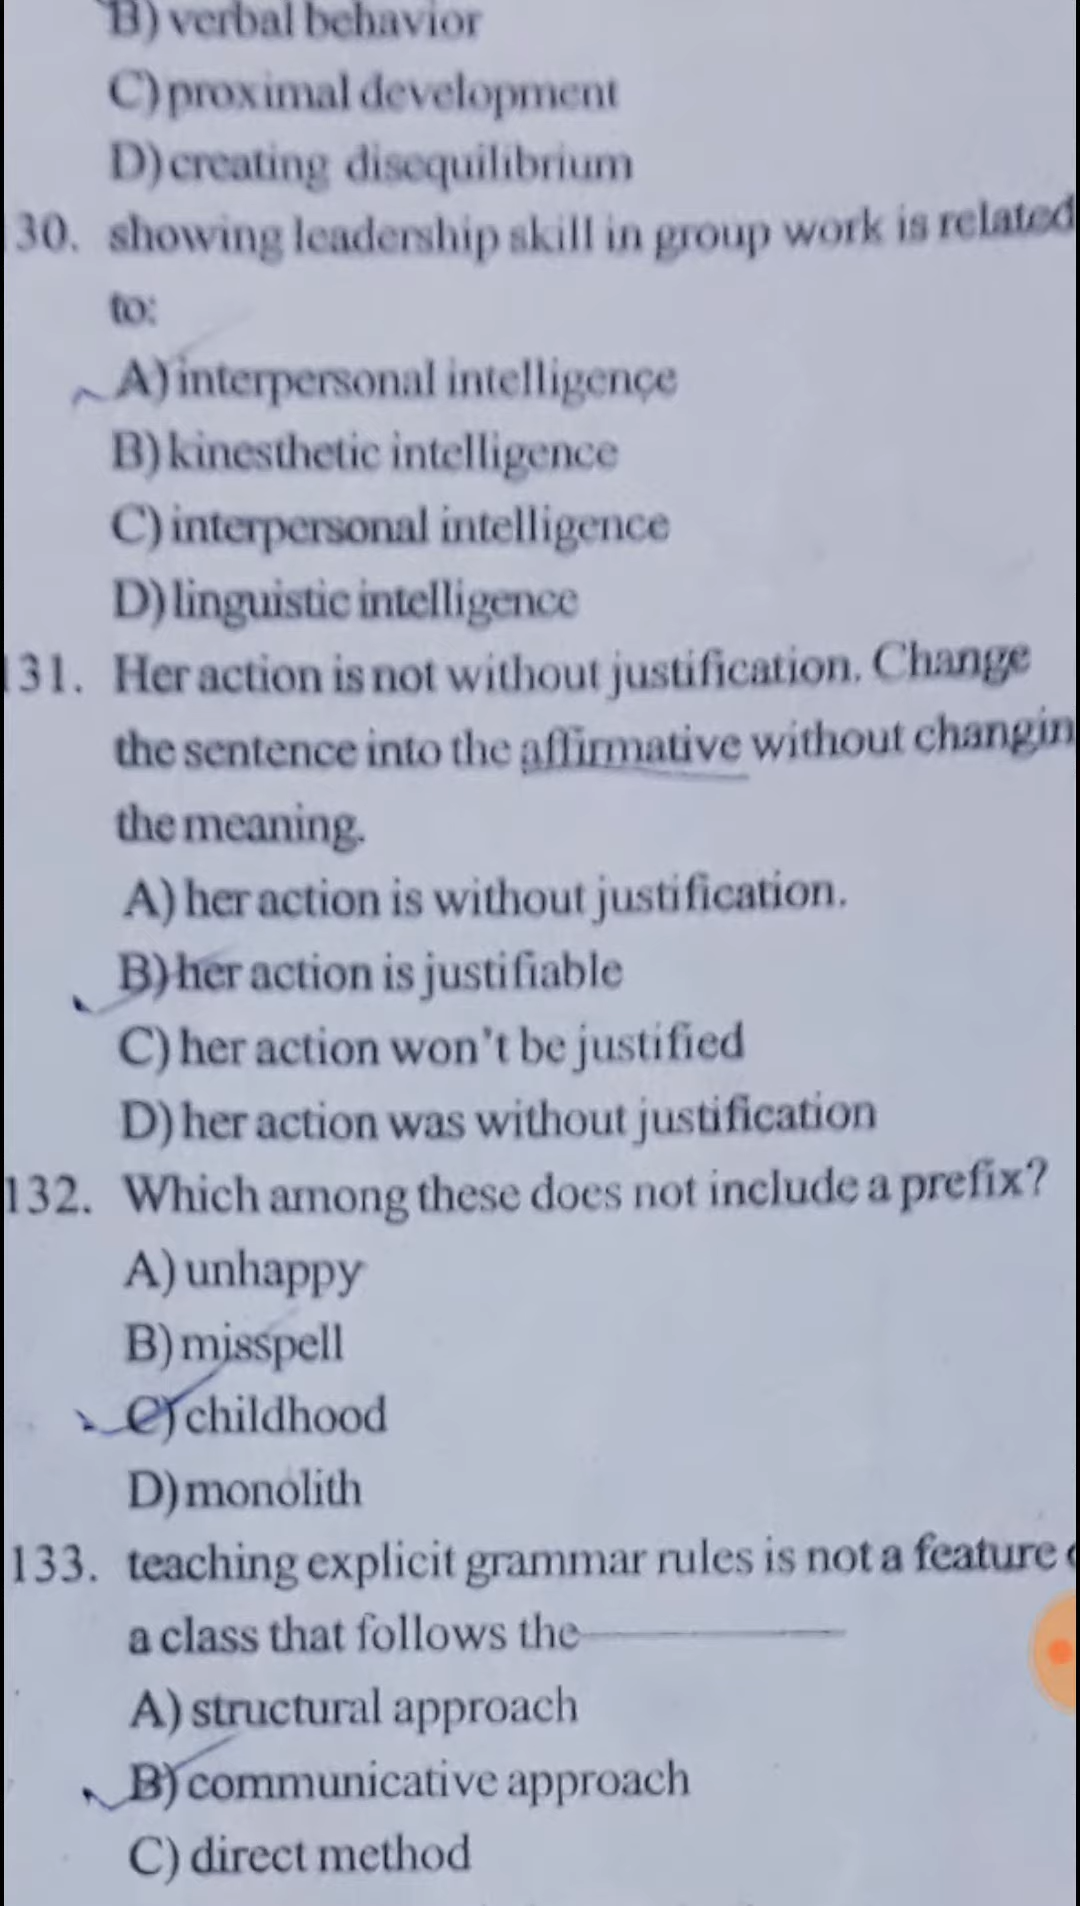 B) verbal behavior
C) proximal development
D) creating disequilibrium
30. showing leadership skill in group work is related
to:
A) interpersonal intelligence
B) kinesthetic intelligence
C) interpersonal intelligence
D) linguistic intelligence
131. Her action is not without justification. Change
the sentence into the affirmative without changin
the meaning.
A) her action is without justification.
B) her action is justifiable
C) her action won't be justified
D) her action was without justification
132. Which among these does not include a prefix?
A) unhappy
B) misspell
C) childhood
D) monolith
133. teaching explicit grammar rules is not a feature
a class that follows the
A) structural approach
B) communicative approach
C) direct method